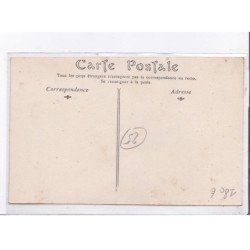 Carte Postale
Tous les pays étrangers n'acceptent pas la correspondance au recto.
Se renseigner à la poste.
Correspondance Adresse
52